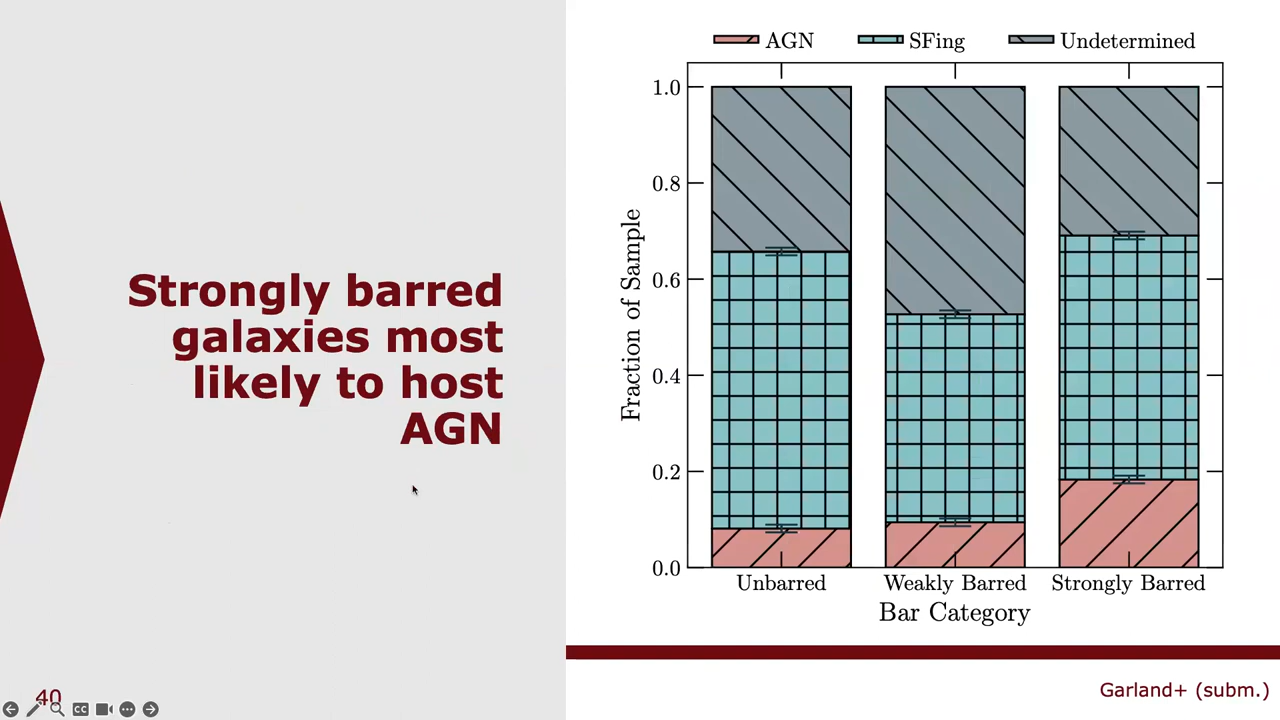 Strongly barred
galaxies most
likely to host
AGN
AGN SFing Undetermined
Fraction of Sample
1.0
0.8
0.6
0.4
0.2
0.0
Unbarred Weakly Barred Strongly Barred
Bar Category
Garland+ (subm.)
40
CC